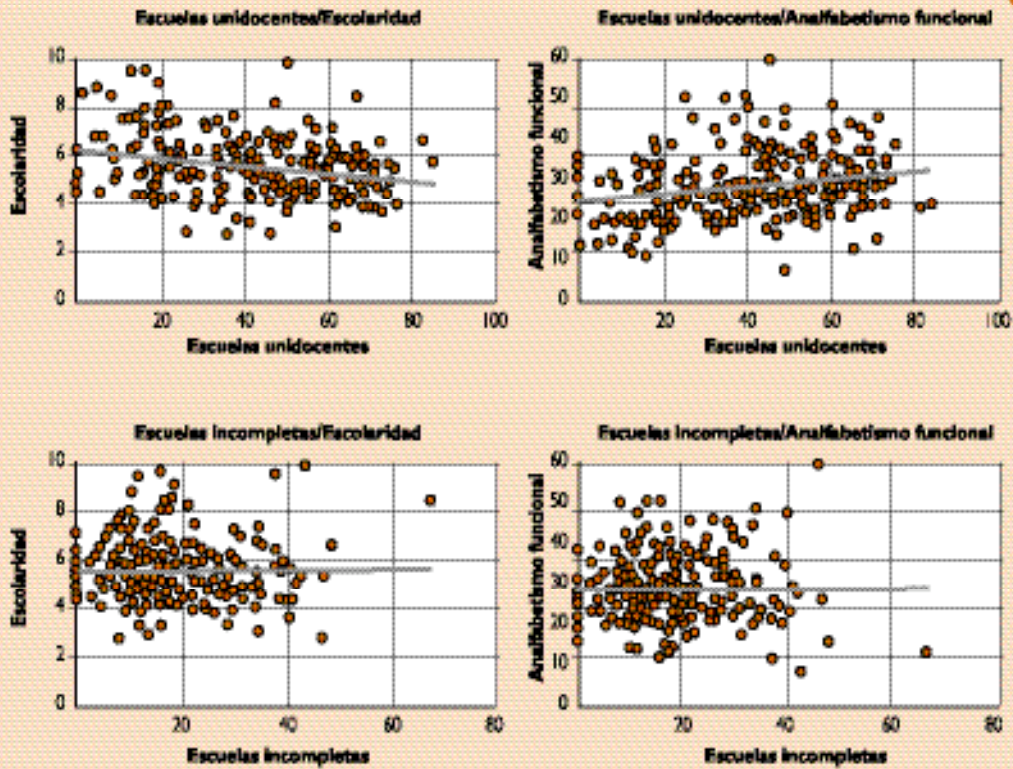 Escuelas unidocentes/Escolaridad
10
8
6
4
2
0
Escolaridad
20 40 60 80 100
Escuelas unidocentes
Escuelas unidocentes/Analfabetismo funcional
60
50
40
30
20
10
0
Analfabetismo funcional
20 40 60 80 100
Escuelas unidocentes
Escuelas incompletas/Escolaridad
10
8
6
4
2
0
Escolaridad
20 40 60 80
Escuelas incompletas
Escuelas incompletas/Analfabetismo funcional
60
50
40
30
20
10
0
Analfabetismo funcional
20 40 60 80
Escuelas incompletas